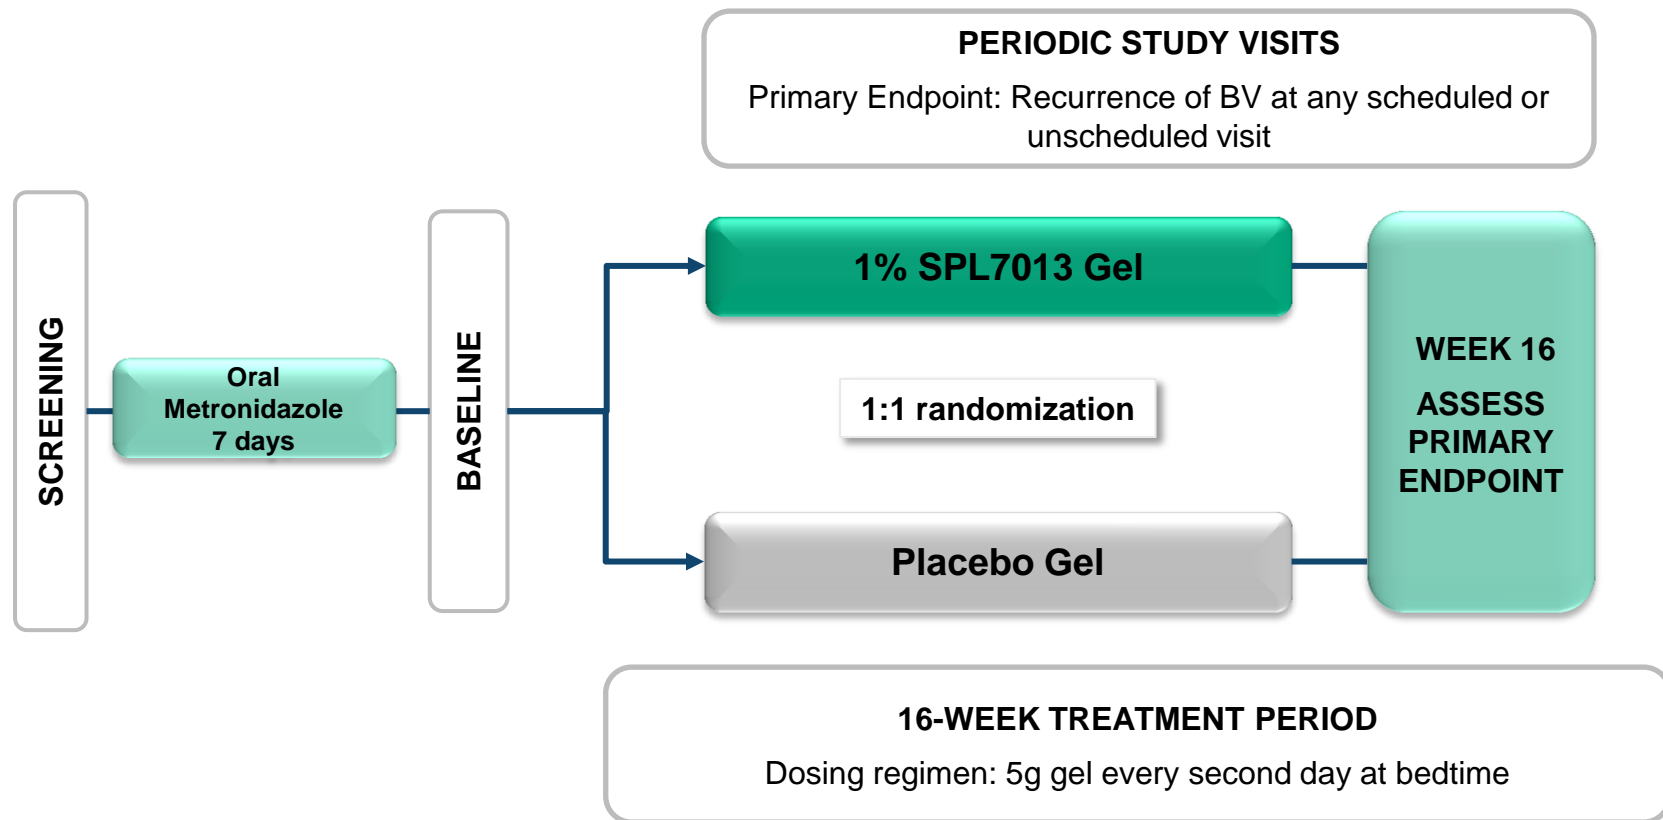 PERIODIC STUDY VISITS
Primary Endpoint: Recurrence of BV at any scheduled or
unscheduled visit
SCREENING
Oral
Metronidazole
7 days
BASELINE
1% SPL7013 Gel
1:1 randomization
Placebo Gel
WEEK 16
ASSESS
PRIMARY
ENDPOINT
16-WEEK TREATMENT PERIOD
Dosing regimen: 5g gel every second day at bedtime